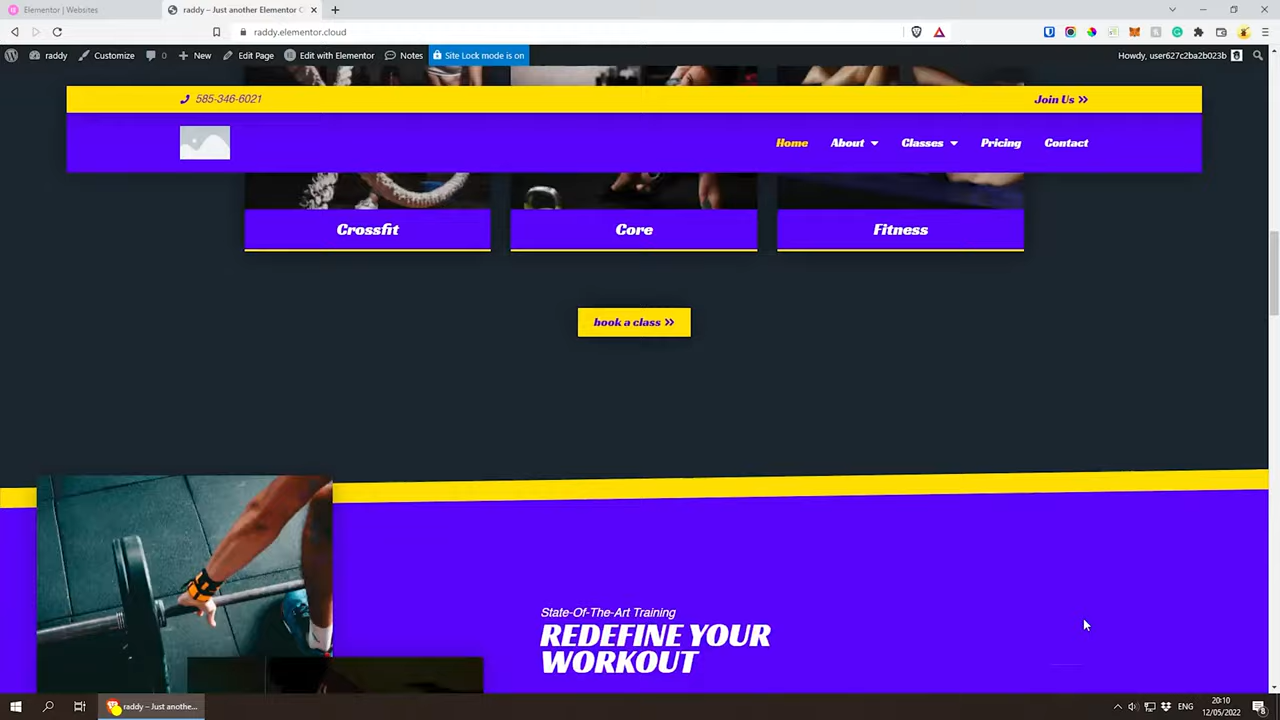 Elementor | Websites
raddy – Just another Elementor C
raddy.elementor.cloud
raddy
Customize
0
New
Edit Page
Edit with Elementor
Notes
Site Lock mode is on
Howdy, user627c2ba2b023b
585-346-6021
Join Us
Home
About
Classes
Pricing
Contact
Crossfit
Core
Fitness
book a class
State-Of-The-Art Training
REDEFINE YOUR
WORKOUT
raddy – Just anothe...
ENG
20:10
12/05/2022
8